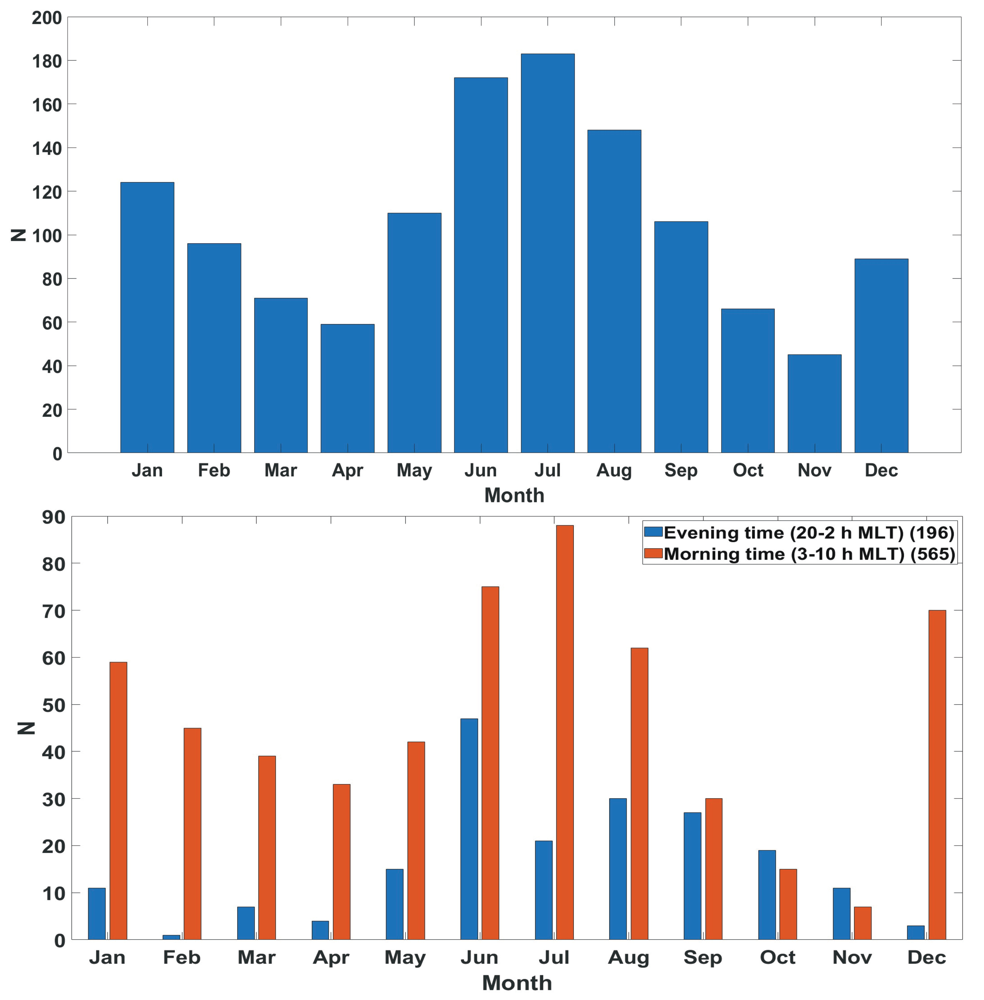 200
180
160
140
120
100
80
60
40
20
0
N
Jan Feb Mar Apr May Jun Jul Aug Sep Oct Nov Dec
Month
90
80
70
60
50
40
30
20
10
0
N
Evening time (20-2 h MLT) (196)
Morning time (3-10 h MLT) (565)
Jan Feb Mar Apr May Jun Jul Aug Sep Oct Nov Dec
Month